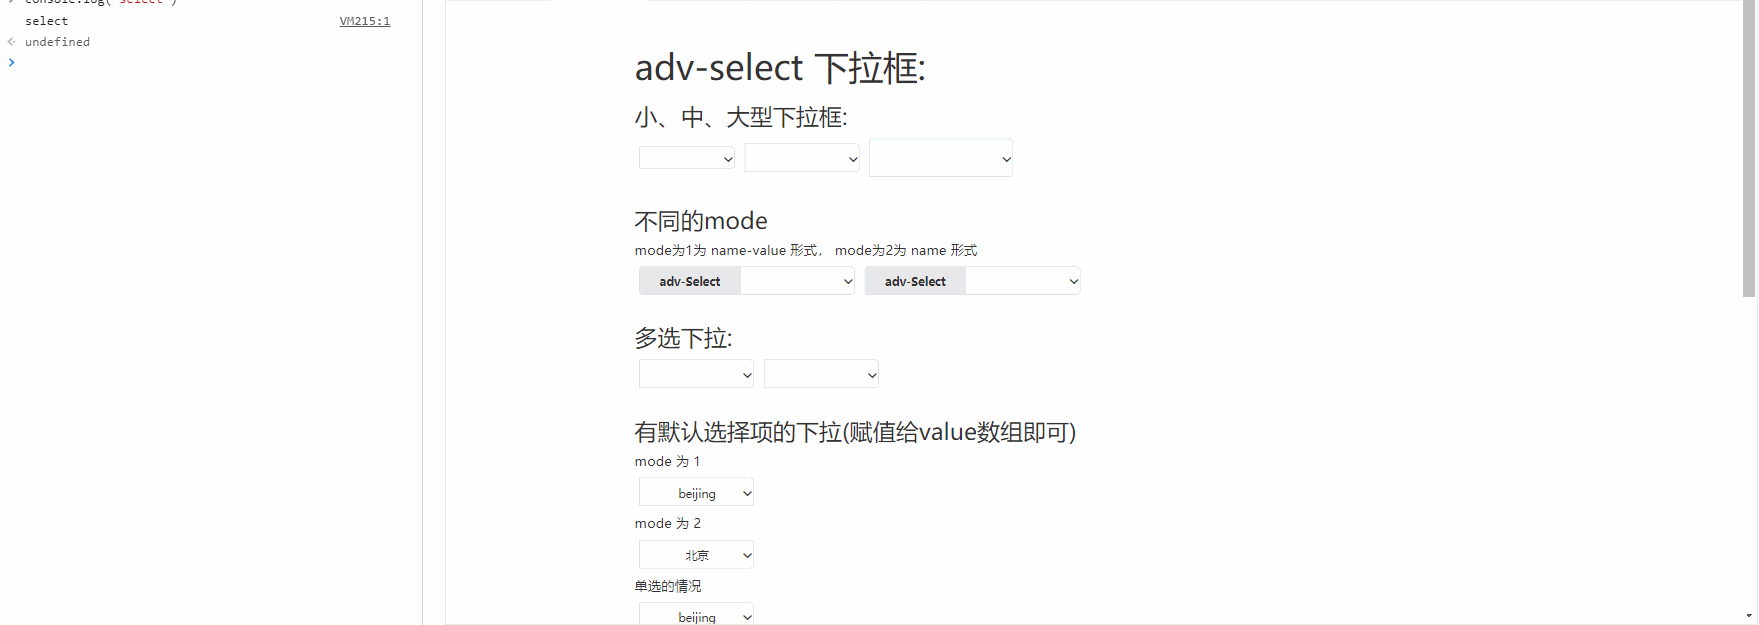 console.log("select")
select VM215:1
undefined
adv-select 下拉框:
小、中、大型下拉框:
不同的mode
mode为1为 name-value 形式， mode为2为 name 形式
adv-Select adv-Select
多选下拉:
有默认选择项的下拉(赋值给value数组即可)
mode 为 1
beijing
mode 为 2
北京
单选的情况
beijing